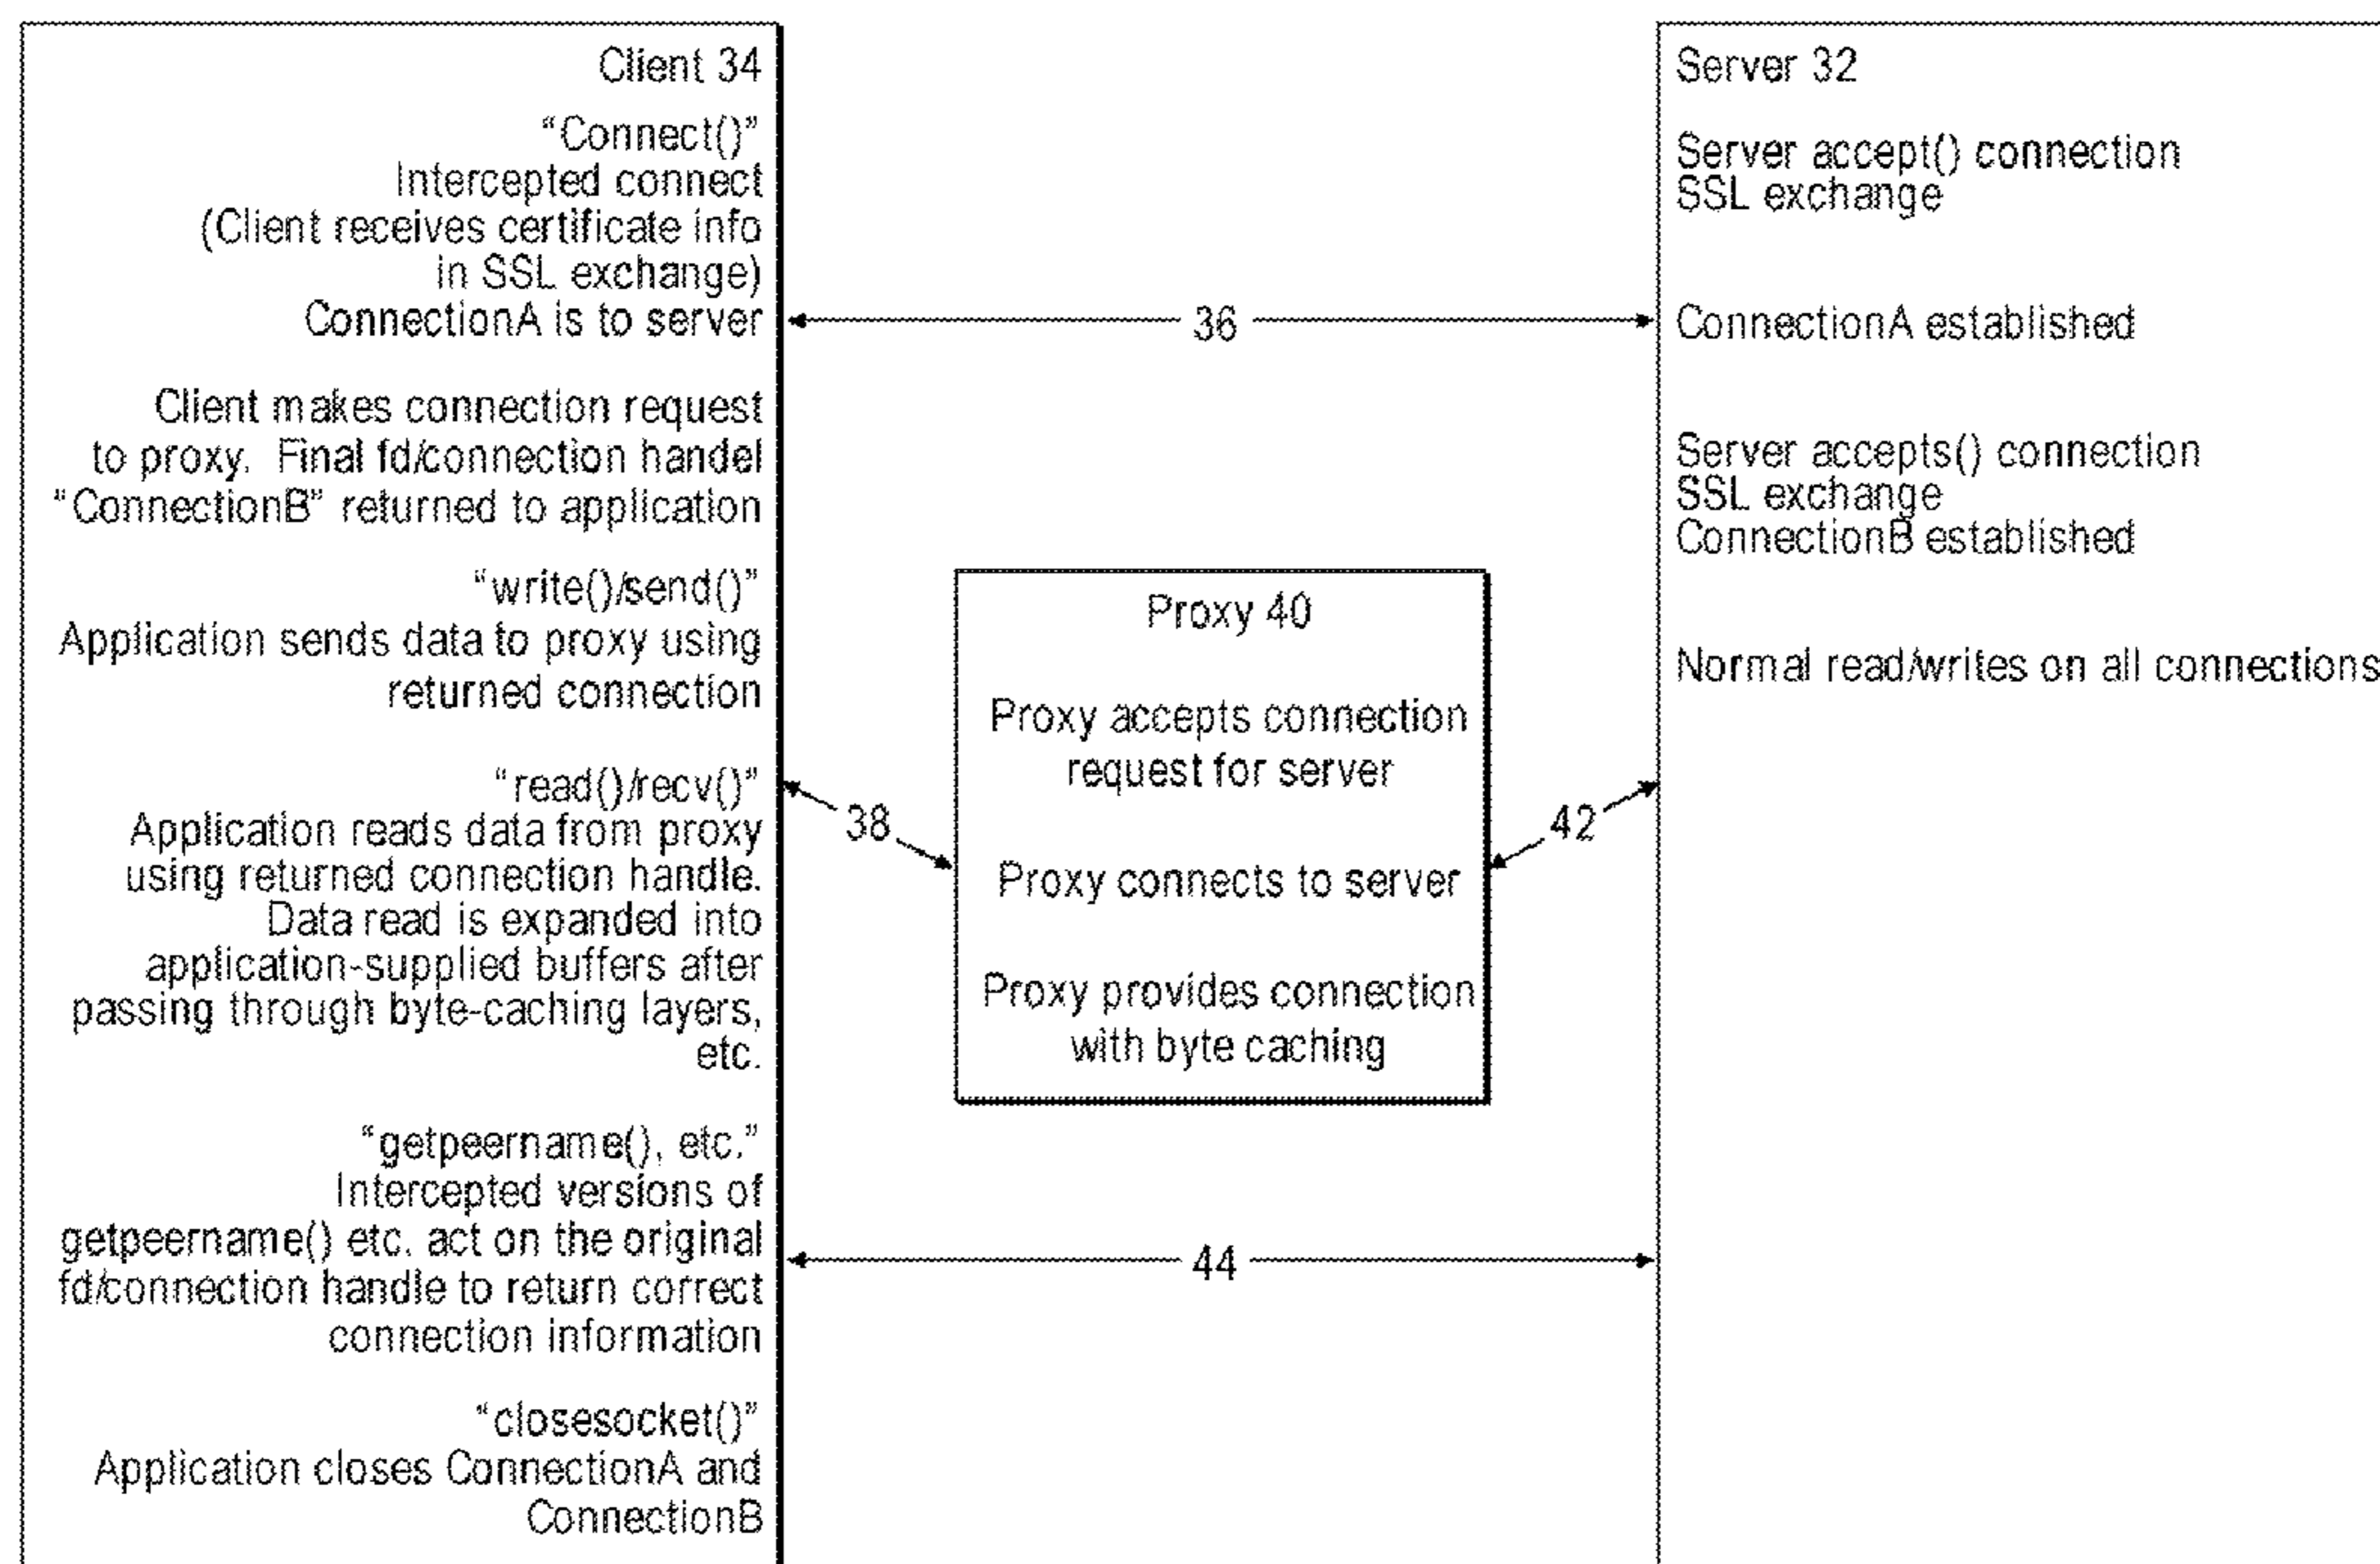 Client 34
“Connect()”
Intercepted connect
(Client receives certificate info
in SSL exchange)
ConnectionA is to server
Client makes connection request
to proxy. Final fd/connection handel
“ConnectionB” returned to application
“write()/send()”
Application sends data to proxy using
returned connection
“read()/recv()”
Application reads data from proxy
using returned connection handle.
Data read is expanded into
application-supplied buffers after
passing through byte-caching layers,
etc.
“getpeername(), etc.”
Intercepted versions of
getpeername() etc. act on the original
fd/connection handle to return correct
connection information
“closesocket()”
Application closes ConnectionA and
ConnectionB
36
38
Proxy 40
Proxy accepts connection
request for server
Proxy connects to server
Proxy provides connection
with byte caching
42
44
Server 32
Server accept() connection
SSL exchange
ConnectionA established
Server accepts() connection
SSL exchange
ConnectionB established
Normal read/writes on all connections